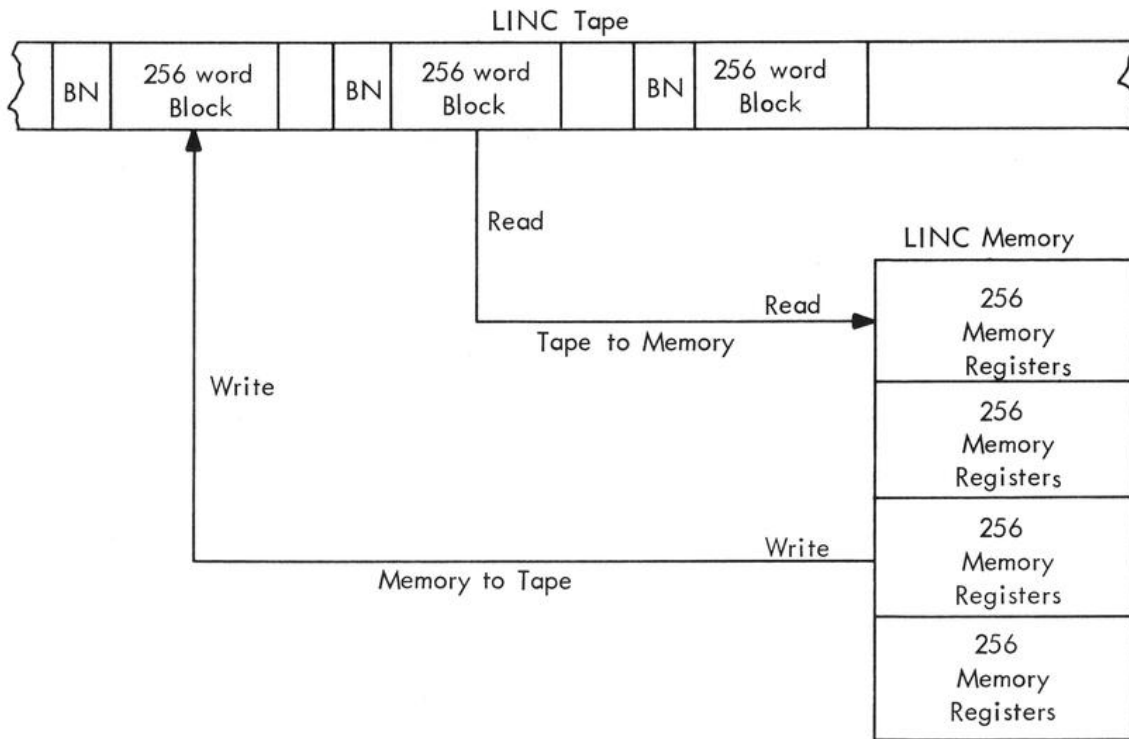 LINC Tape
BN
256 word
Block
BN
256 word
Block
BN
256 word
Block
Read
LINC Memory
Read
Tape to Memory
256
Memory
Registers
Write
256
Memory
Registers
Write
Memory to Tape
256
Memory
Registers
256
Memory
Registers